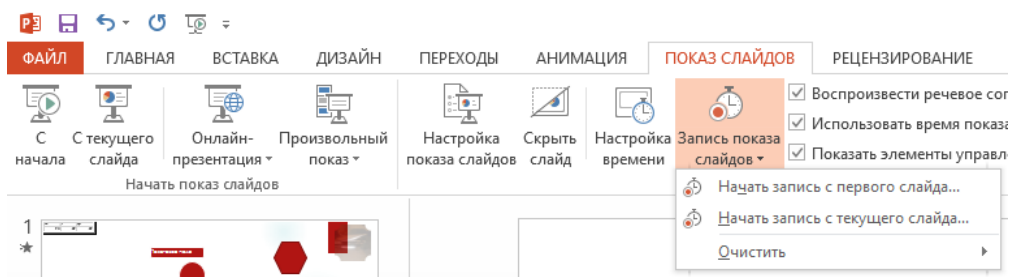 ФАЙЛ ГЛАВНАЯ ВСТАВКА ДИЗАЙН ПЕРЕХОДЫ АНИМАЦИЯ ПОКАЗ СЛАЙДОВ РЕЦЕНЗИРОВАНИЕ
С начала
С текущего слайда
Онлайн-презентация
Произвольный показ
Настройка показа слайдов
Скрыть слайд
Настройка времени
Запись показа слайдов
Воспроизвести речевое соп
Использовать время показа
Показать элементы управл
Начать показ слайдов
Начать запись с первого слайда...
Начать запись с текущего слайда...
Очистить
1